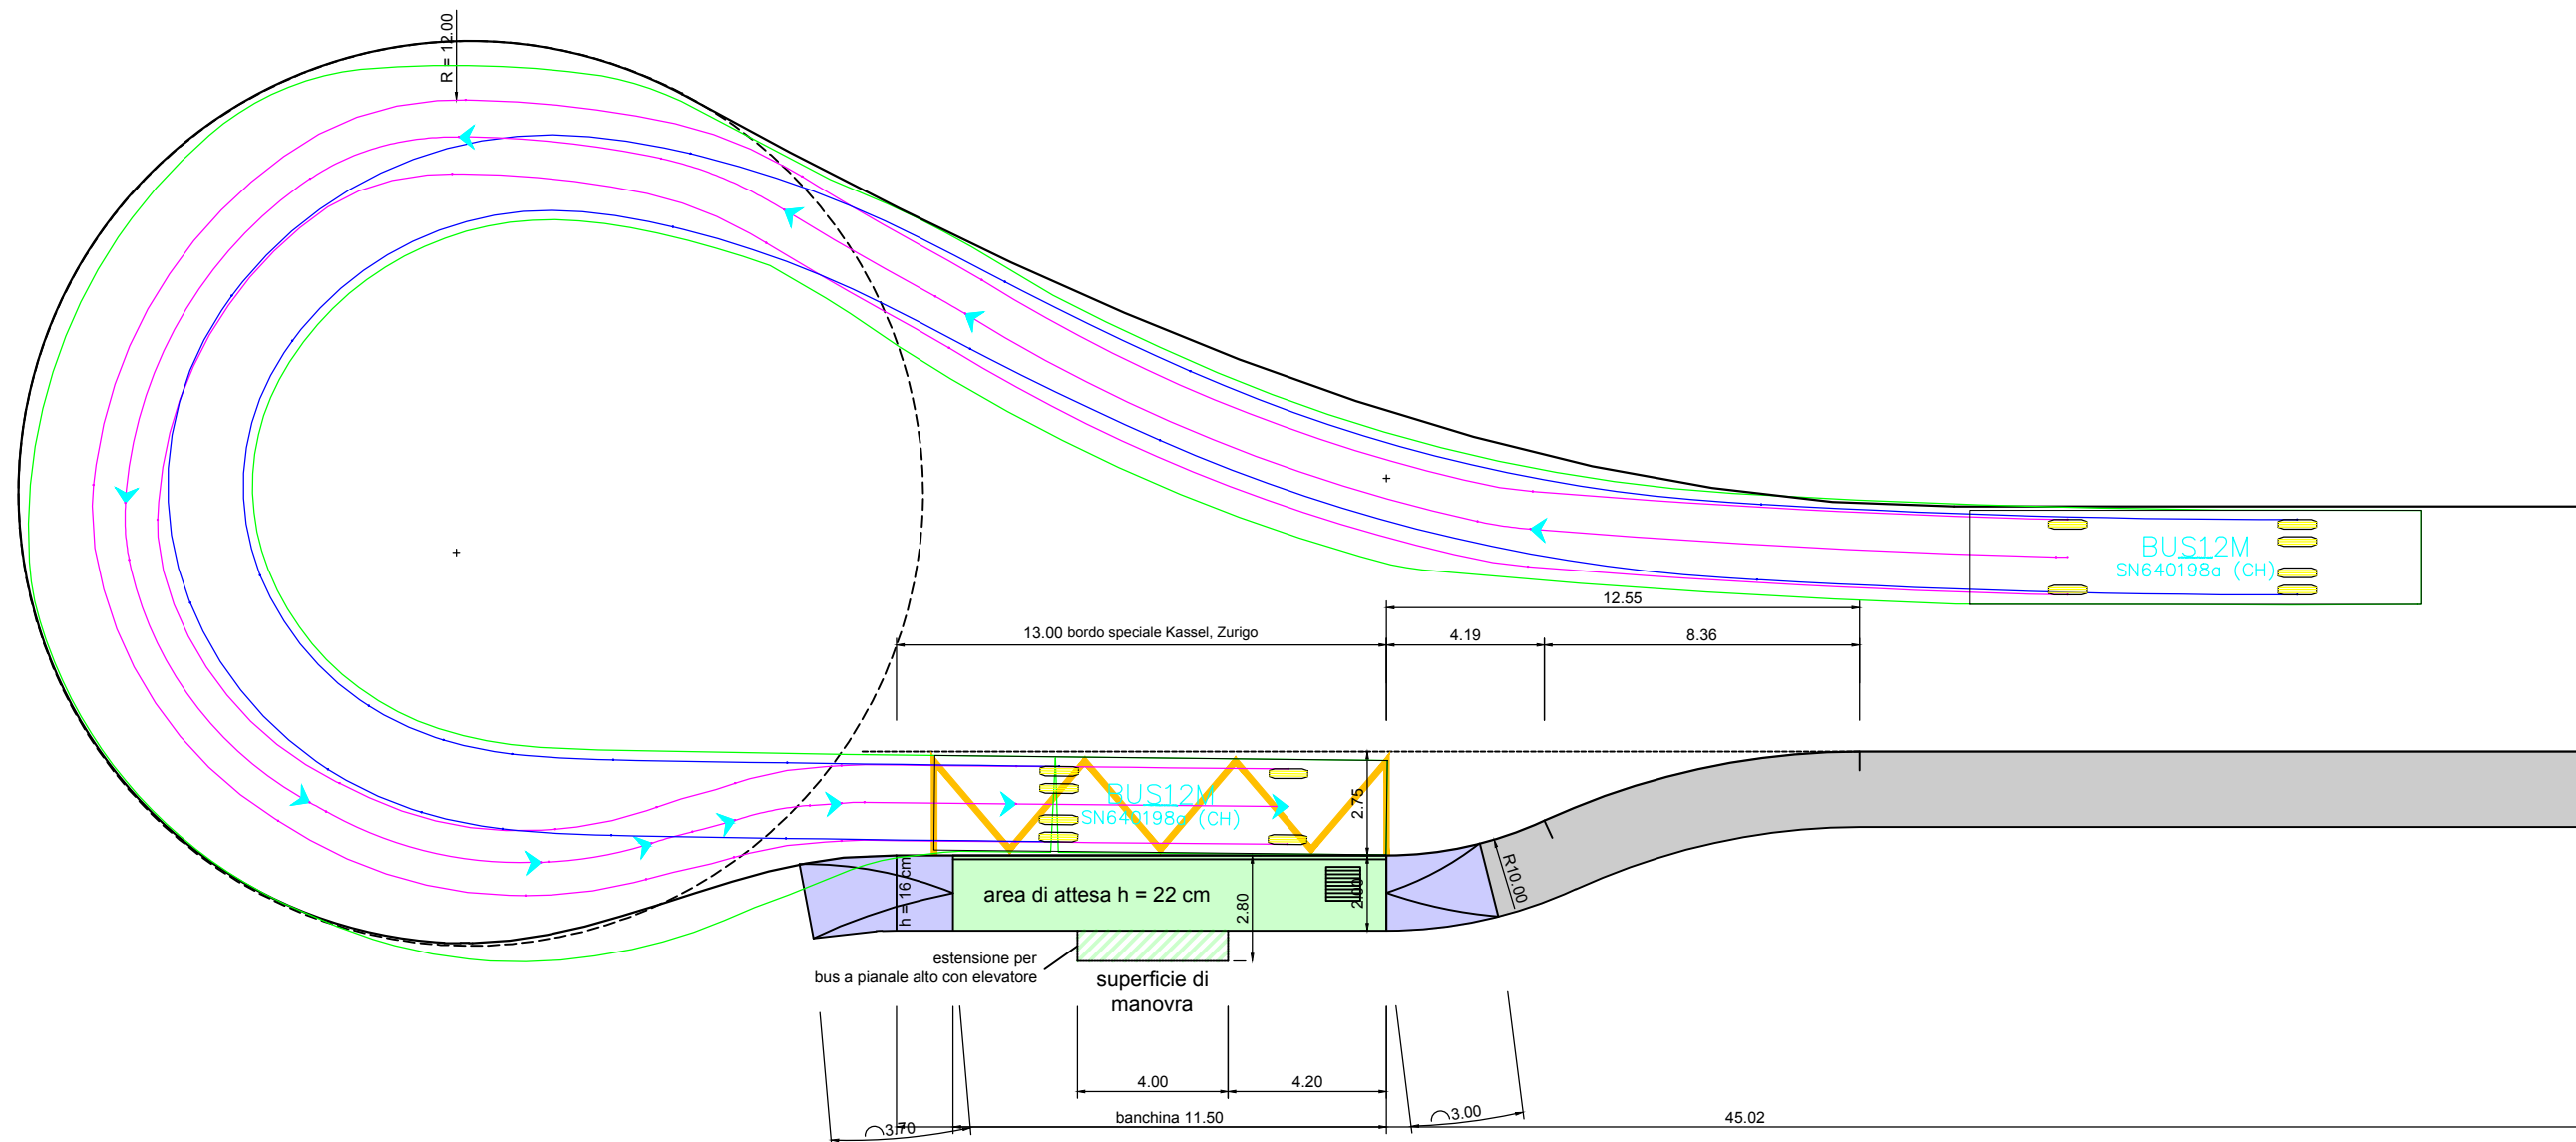 R = 12.00
BUS12M
SN640198a (CH)
12.55
13.00 bordo speciale Kassel, Zurigo
4.19
8.36
BUS12M
SN640198a (CH)
2.75
R10.00
h = 16 cm
area di attesa h = 22 cm
2.80
2.00
estensione per
bus a pianale alto con elevatore
superficie di
manovra
4.00
4.20
3.70
banchina 11.50
3.00
45.02